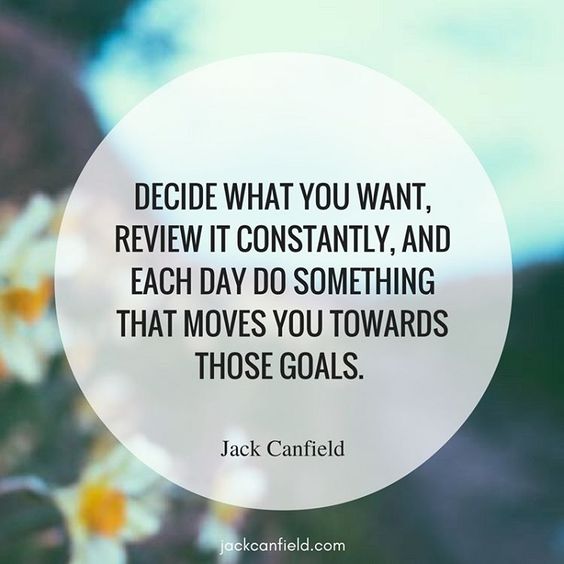 DECIDE WHAT YOU WANT,
REVIEW IT CONSTANTLY, AND
EACH DAY DO SOMETHING
THAT MOVES YOU TOWARDS
THOSE GOALS.
Jack Canfield
jackcanfield.com